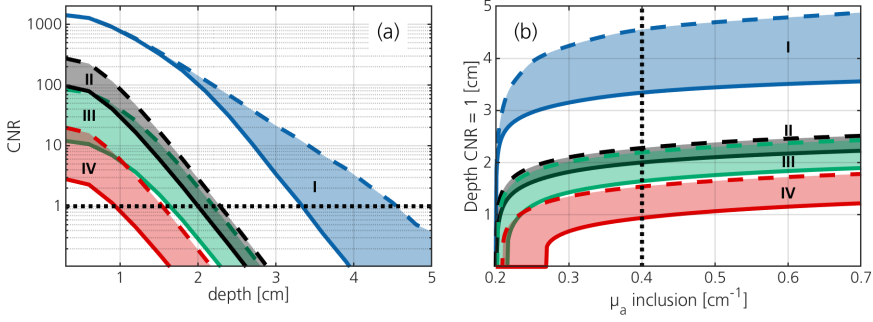 (a)
1000
100
10
1
CNR
I
II
III
IV
1
2
3
4
5
depth [cm]
(b)
5
4
3
2
1
Depth CNR = 1 [cm]
I
II
III
IV
0.2
0.3
0.4
0.5
0.6
0.7
μa inclusion [cm-1]